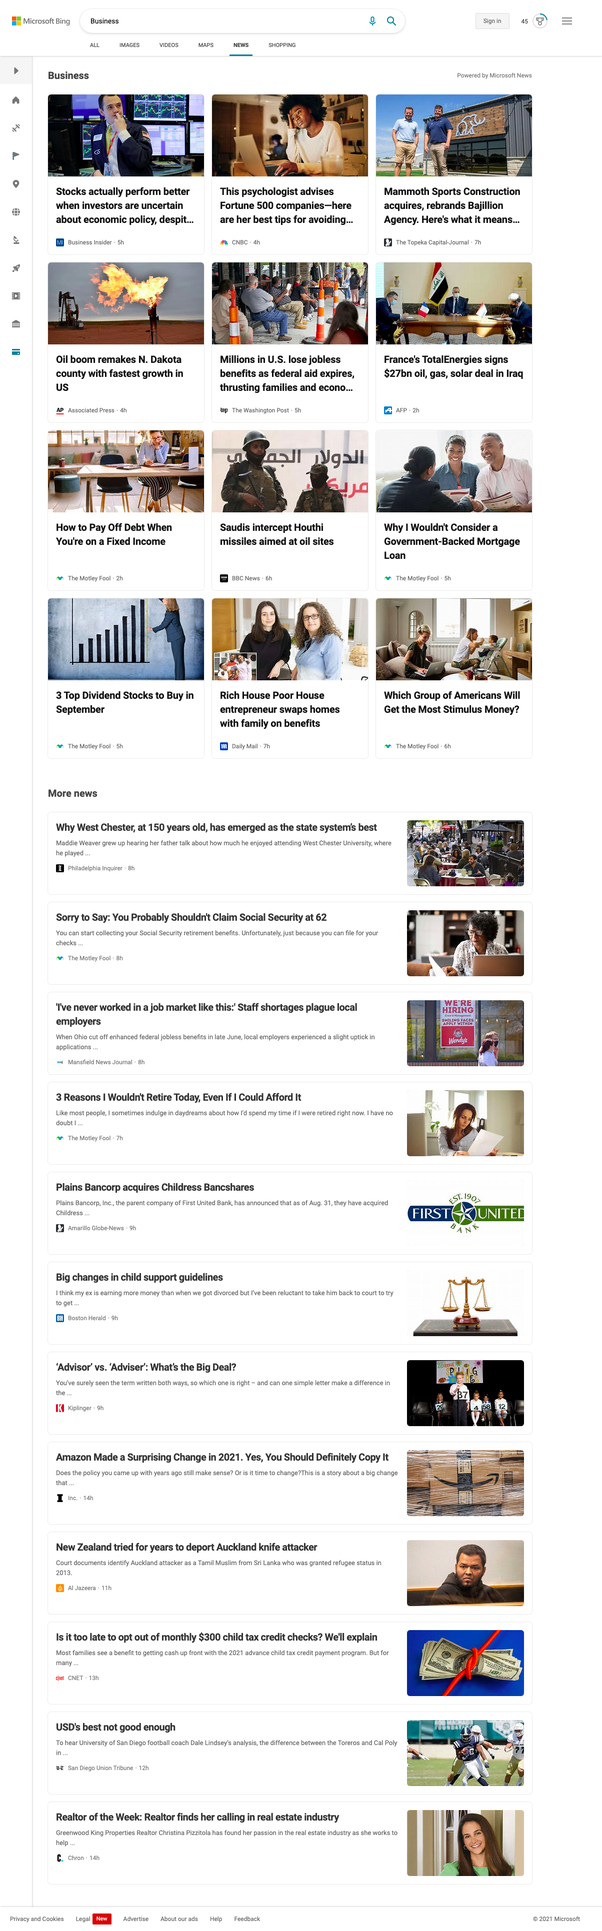 Microsoft Bing
Business
Sign in
45
ALL IMAGES VIDEOS MAPS NEWS SHOPPING
Business
Powered by Microsoft News
Stocks actually perform better
when investors are uncertain
about economic policy, despit...
Business Insider · 5h
This psychologist advises
Fortune 500 companies—here
are her best tips for avoiding...
CNBC · 4h
Mammoth Sports Construction
acquires, rebrands Bajillion
Agency. Here's what it means...
The Topeka Capital-Journal · 7h
Oil boom remakes N. Dakota
county with fastest growth in
US
AP Associated Press · 4h
Millions in U.S. lose jobless
benefits as federal aid expires,
thrusting families and econo...
wp The Washington Post · 5h
France's TotalEnergies signs
$27bn oil, gas, solar deal in Iraq
AFP · 2h
How to Pay Off Debt When
You're on a Fixed Income
The Motley Fool · 2h
الدولار
Saudis intercept Houthi
missiles aimed at oil sites
BBC News · 6h
Why I Wouldn't Consider a
Government-Backed Mortgage
Loan
The Motley Fool · 5h
3 Top Dividend Stocks to Buy in
September
The Motley Fool · 5h
Rich House Poor House
entrepreneur swaps homes
with family on benefits
Daily Mail · 7h
Which Group of Americans Will
Get the Most Stimulus Money?
The Motley Fool · 6h
More news
Why West Chester, at 150 years old, has emerged as the state system's best
Maddie Weaver grew up hearing her father talk about how much he enjoyed attending West Chester University, where
he played ...
Philadelphia Inquirer · 8h
Sorry to Say: You Probably Shouldn't Claim Social Security at 62
You can start collecting your Social Security retirement benefits. Unfortunately, just because you can file for your
checks ...
The Motley Fool · 8h
'I've never worked in a job market like this:' Staff shortages plague local
employers
When Ohio cut off enhanced federal jobless benefits in late June, local employers experienced a slight uptick in
applications ...
Mansfield News Journal · 8h
WE'RE
HIRING
Wendy's
3 Reasons I Wouldn't Retire Today, Even If I Could Afford It
Like most people, I sometimes indulge in daydreams about how I'd spend my time if I were retired right now. I have no
doubt I ...
The Motley Fool · 7h
Plains Bancorp acquires Childress Bancshares
Plains Bancorp, Inc., the parent company of First United Bank, has announced that as of Aug. 31, they have acquired
Childress ...
Amarillo Globe-News · 9h
EST. 1907
FIRST UNITED
BANK
Big changes in child support guidelines
I think my ex is earning more money than when we got divorced but I've been reluctant to take him back to court to try
to get ...
Boston Herald · 9h
'Advisor' vs. 'Adviser': What's the Big Deal?
You've surely seen the term written both ways, so which one is right – and can one simple letter make a difference in
the ...
K Kiplinger · 9h
37
12
Amazon Made a Surprising Change in 2021. Yes, You Should Definitely Copy It
Does the policy you came up with years ago still make sense? Or is it time to change?This is a story about a big change
that ...
Inc. · 14h
New Zealand tried for years to deport Auckland knife attacker
Court documents identify Auckland attacker as a Tamil Muslim from Sri Lanka who was granted refugee status in
2013.
Al Jazeera · 11h
Is it too late to opt out of monthly $300 child tax credit checks? We'll explain
Most families see a benefit to getting cash up front with the 2021 advance child tax credit payment program. But for
many ...
cnet CNET · 13h
USD's best not good enough
To hear University of San Diego football coach Dale Lindsey's analysis, the difference between the Toreros and Cal Poly
in ...
San Diego Union Tribune · 12h
Realtor of the Week: Realtor finds her calling in real estate industry
Greenwood King Properties Realtor Christina Pizzitola has found her passion in the real estate industry as she works to
help ...
Chron · 14h
Privacy and Cookies Legal New Advertise About our ads Help Feedback
© 2021 Microsoft